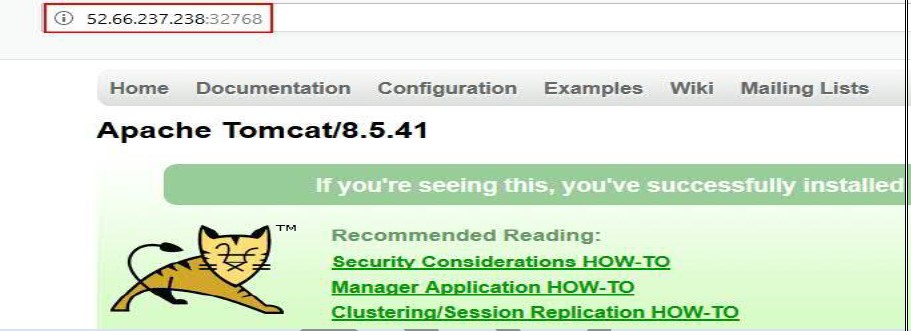 52.66.237.238:32768
Home Documentation Configuration Examples Wiki Mailing Lists
Apache Tomcat/8.5.41
If you're seeing this, you've successfully installed
TM
Recommended Reading:
Security Considerations HOW-TO
Manager Application HOW-TO
Clustering/Session Replication HOW-TO